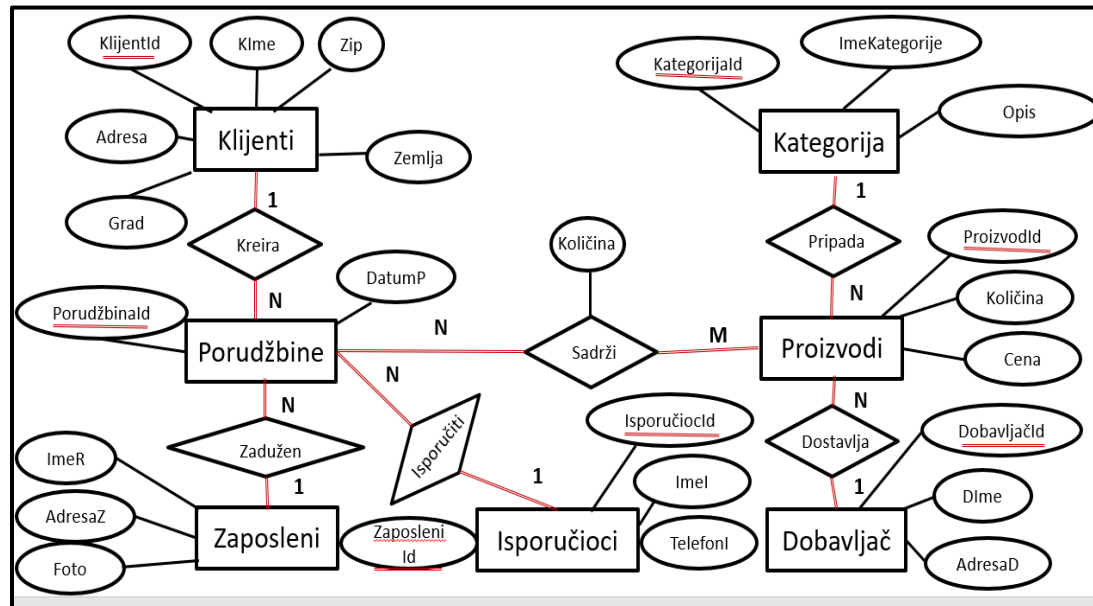 KlijentId
KIme
Zip
Klijenti
Adresa
Zemlja
Grad
1
Kreira
N
DatumP
PorudžbinaId
Porudžbine
N
Zadužen
1
ImeR
AdresaZ
Foto
Zaposleni
Zaposleni
Id
N
Isporučiti
1
IsporučiocId
ImeI
TelefonI
Isporučioci
N
Količina
Sadrži
M
KategorijaId
ImeKategorije
Opis
Kategorija
1
Pripada
N
ProizvodId
Količina
Cena
Proizvodi
N
Dostavlja
1
DobavljačId
DIme
AdresaD
Dobavljač